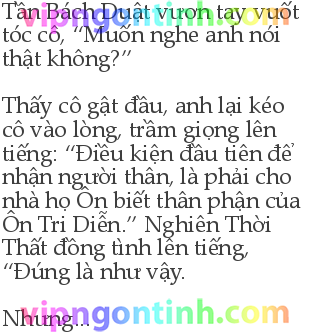 vipngontinh.com
Tần Bách Duật vươn tay vuốt
tóc cô, “Muốn nghe anh nói
thật không?”
Thấy cô gật đầu, anh lại kéo
cô vào lòng, trầm giọng lên
tiếng: “Điều kiện đầu tiên để
nhận người thân, là phải cho
nhà họ Ôn biết thân phận của
Ôn Tri Diễn.” Nghiên Thời
Thất đồng tình lên tiếng,
“Đúng là như vậy.
Nhưng...
vipngontinh.com